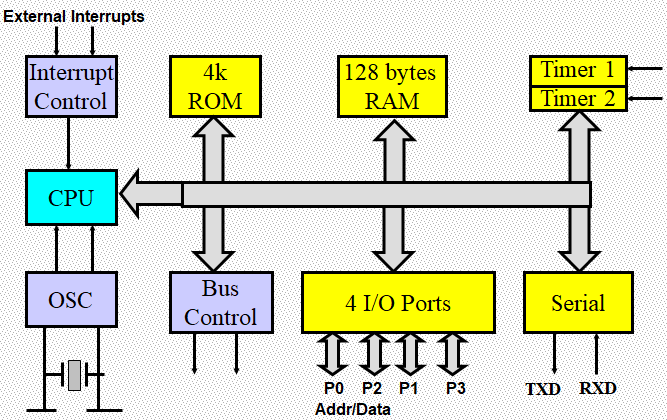 External Interrupts
Interrupt
Control
4k
ROM
128 bytes
RAM
Timer 1
Timer 2
CPU
OSC
Bus
Control
4 I/O Ports
Serial
P0 P2 P1 P3
Addr/Data
TXD RXD